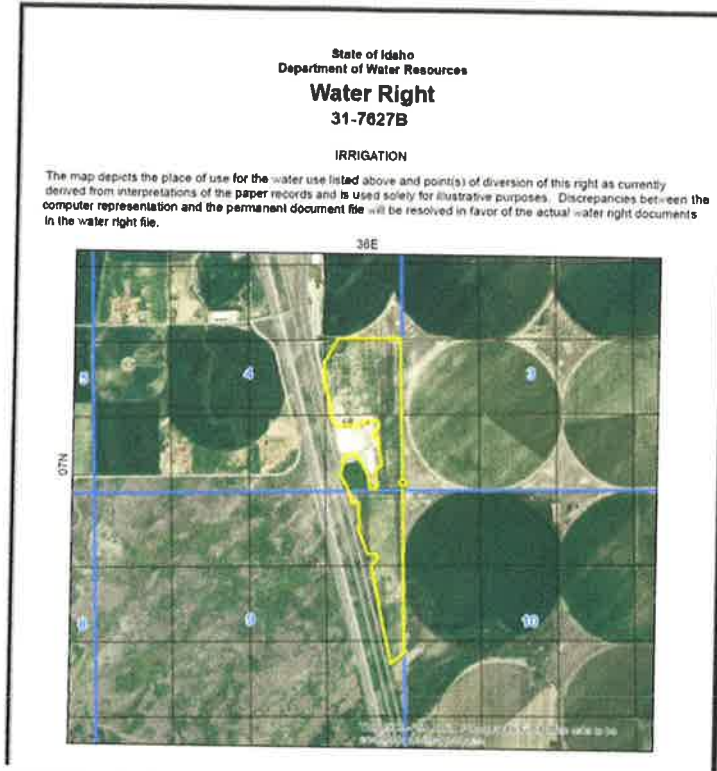 State of Idaho
Department of Water Resources
Water Right
31-7627B
IRRIGATION
The map depicts the place of use for the water use listed above and point(s) of diversion of this right as currently
derived from interpretations of the paper records and is used solely for illustrative purposes. Discrepancies between the
computer representation and the permanent document file will be resolved in favor of the actual water right documents
in the water right file.
36E
5 4 3
07N
8 9 10